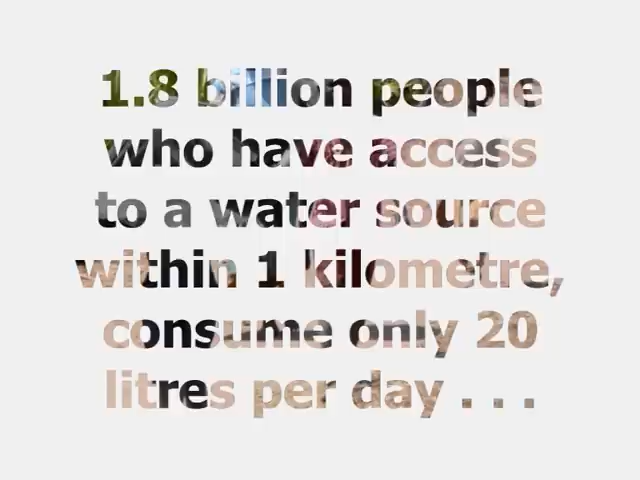 1.8 billion people
who have access
to a water source
within 1 kilometre,
consume only 20
litres per day . . .